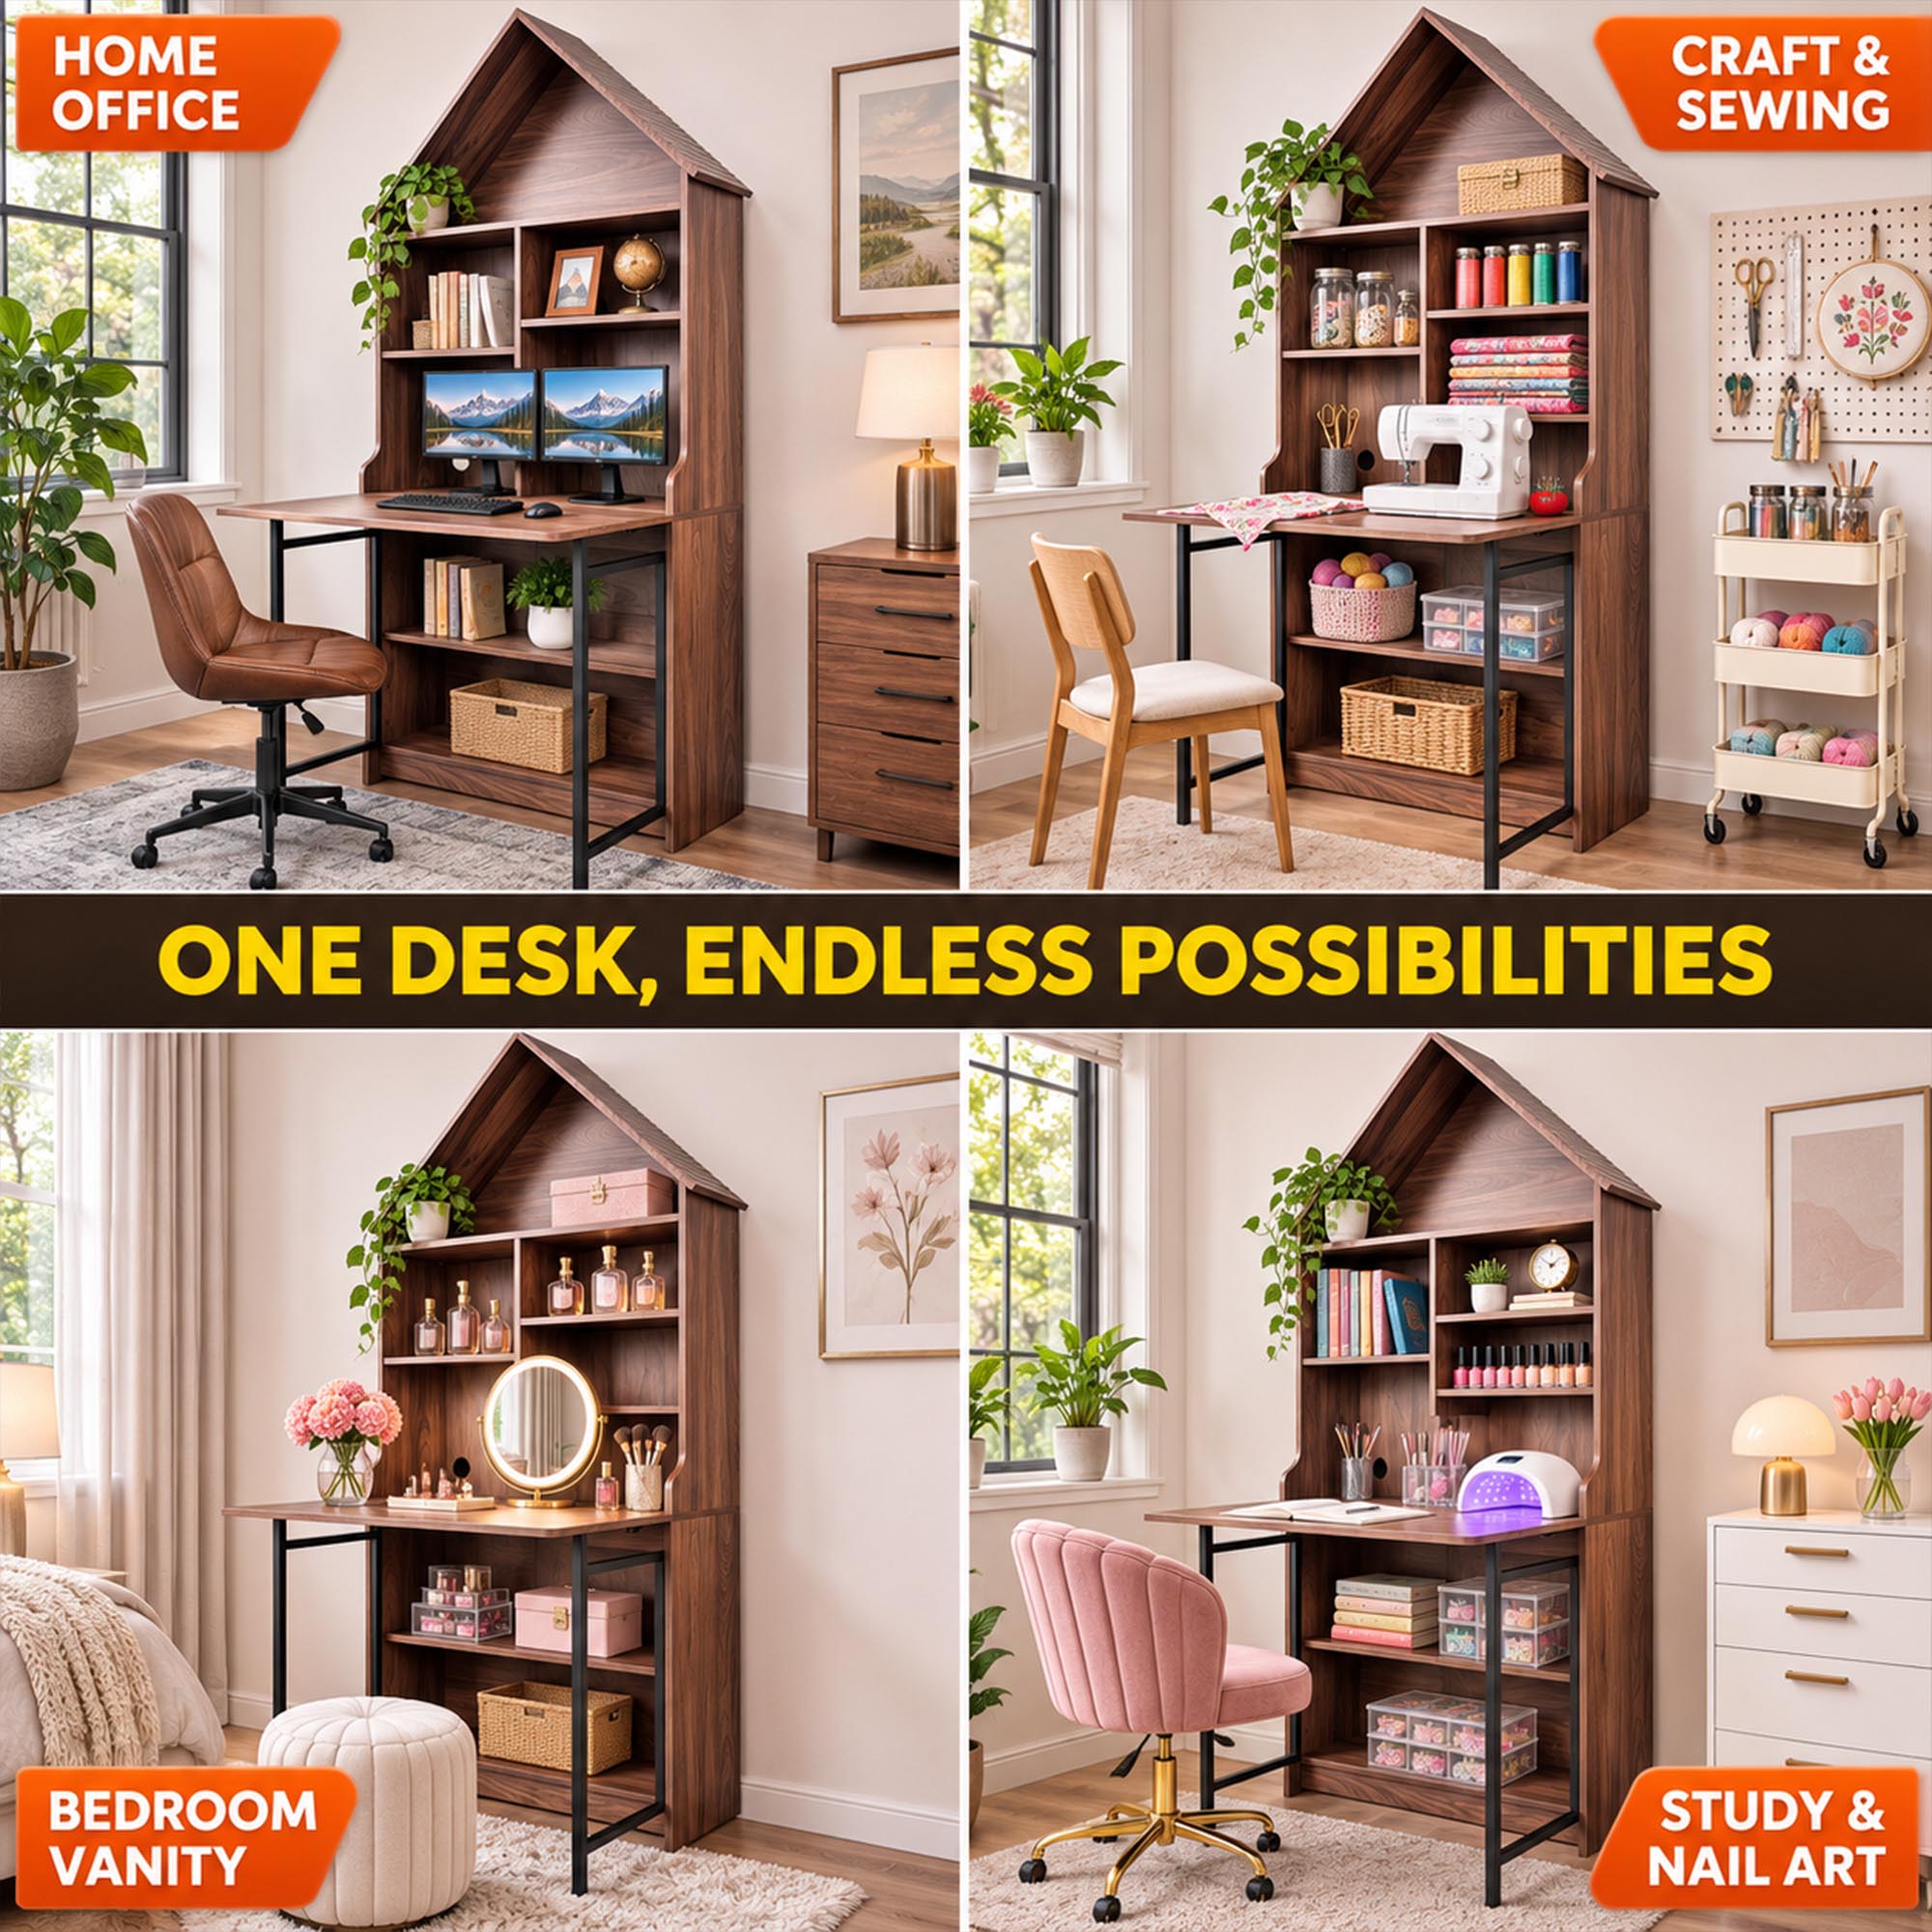 HOME
OFFICE
CRAFT &
SEWING
ONE DESK, ENDLESS POSSIBILITIES
BEDROOM
VANITY
STUDY &
NAIL ART